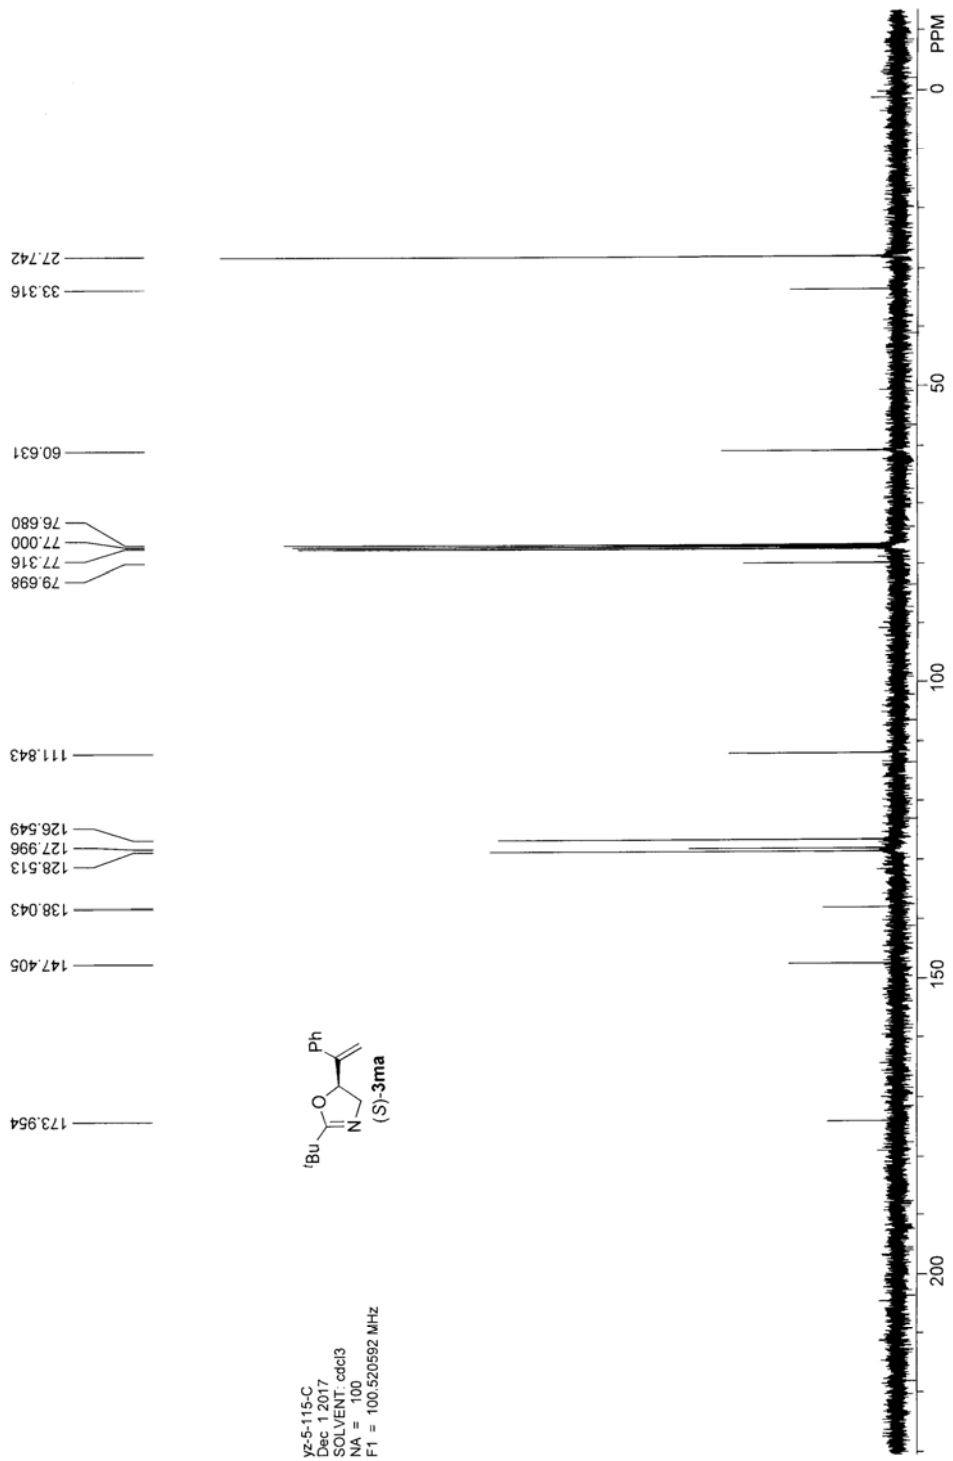 173.954
147.405
138.043
128.513
127.996
126.549
111.843
79.698
77.316
77.000
76.680
60.631
33.316
27.742
yz-5-115-C
Dec 1 2017
SOLVENT: cdcl3
NA = 100
F1 = 100.520592 MHz
tBu
O
N
Ph
(S)-3ma
200
150
100
50
0
PPM